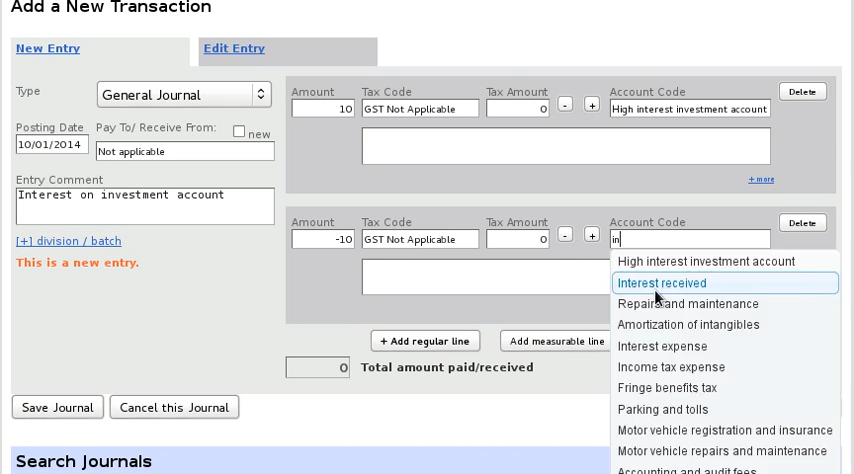 Add a New Transaction
New Entry
Edit Entry
Type
General Journal
Posting Date
Pay To/ Receive From:
new
10/01/2014
Not applicable
Entry Comment
Interest on investment account
[+] division / batch
This is a new entry.
Amount
Tax Code
Tax Amount
Account Code
Delete
10
GST Not Applicable
0
-
+
High interest investment account
+ more
Amount
Tax Code
Tax Amount
Account Code
Delete
-10
GST Not Applicable
0
-
+
in
High interest investment account
Interest received
Repairs and maintenance
Amortization of intangibles
Interest expense
Income tax expense
Fringe benefits tax
Parking and tolls
Motor vehicle registration and insurance
Motor vehicle repairs and maintenance
Accounting and audit fees
+ Add regular line
Add measurable line
0
Total amount paid/received
Save Journal
Cancel this Journal
Search Journals